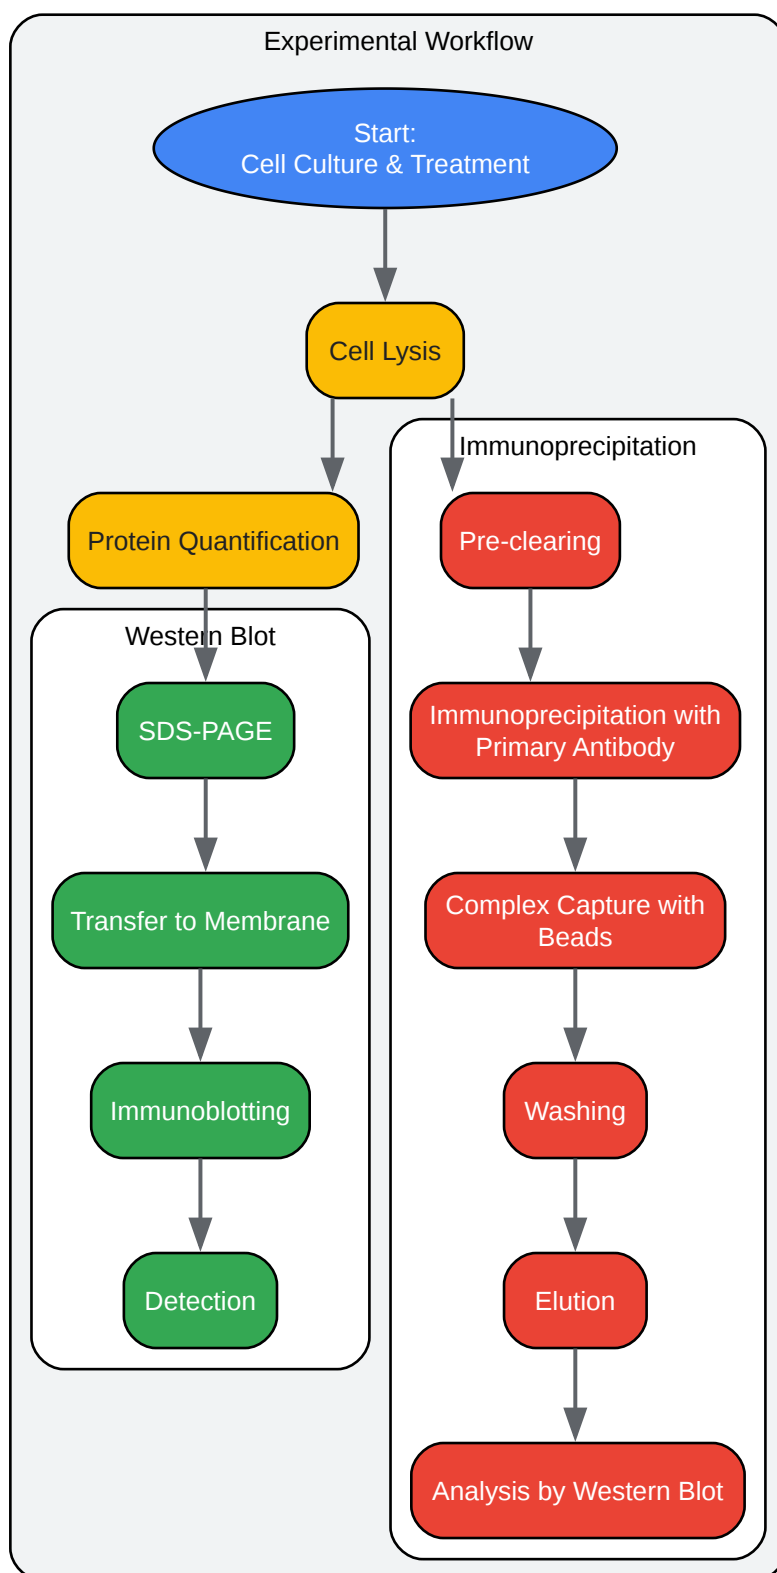 Experimental Workflow
Start:
Cell Culture & Treatment
Cell Lysis
Protein Quantification
Western Blot
SDS-PAGE
Transfer to Membrane
Immunoblotting
Detection
Immunoprecipitation
Pre-clearing
Immunoprecipitation with
Primary Antibody
Complex Capture with
Beads
Washing
Elution
Analysis by Western Blot